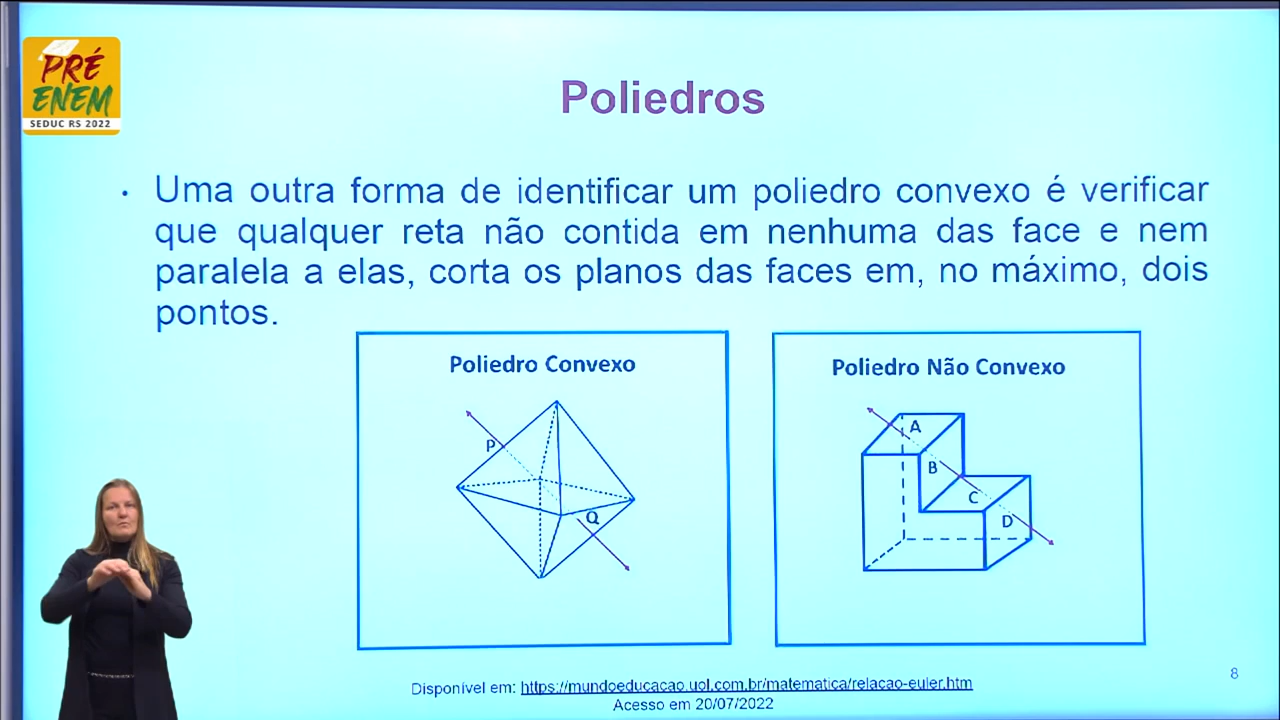 PRÉ
ENEM
SEDUC RS 2022
Poliedros
• Uma outra forma de identificar um poliedro convexo é verificar
que qualquer reta não contida em nenhuma das face e nem
paralela a elas, corta os planos das faces em, no máximo, dois
pontos.
Poliedro Convexo
P
Q
Poliedro Não Convexo
A
B
C
D
Disponível em: https://mundoeducacao.uol.com.br/matematica/relacao-euler.htm
Acesso em 20/07/2022
8